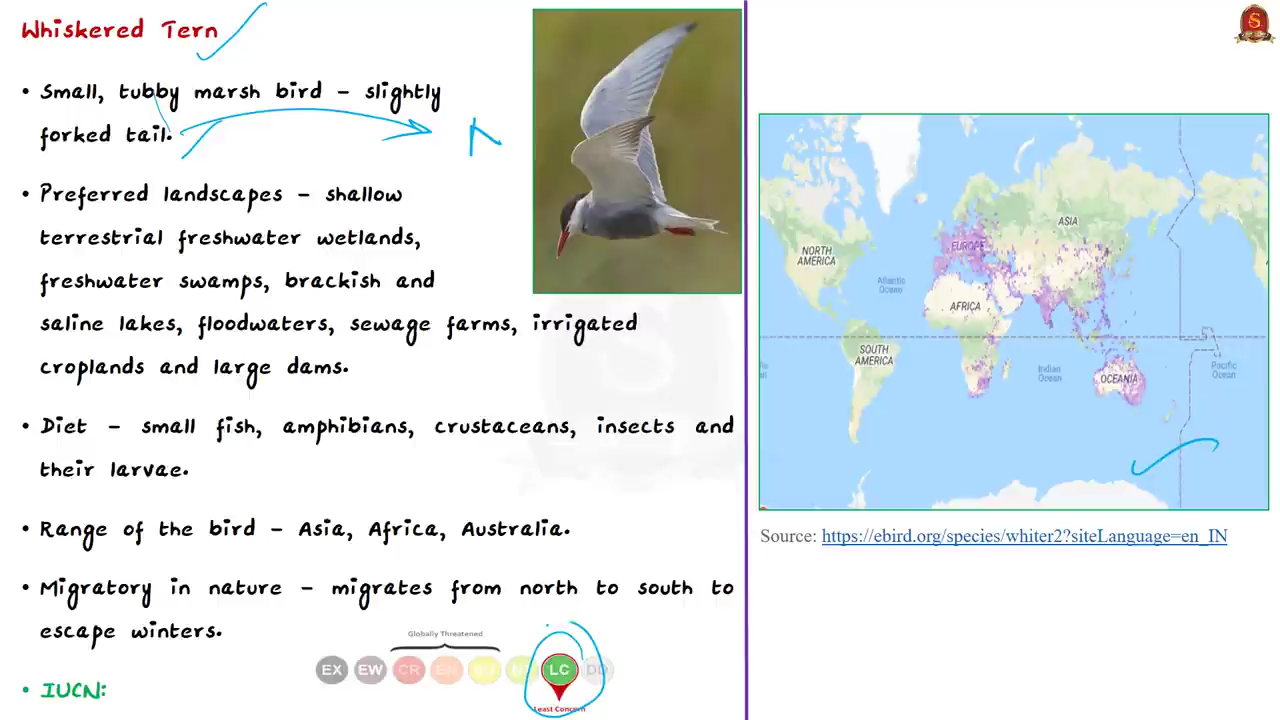 Whiskered Tern
• Small, tubby marsh bird – slightly
forked tail.
• Preferred landscapes – shallow
terrestrial freshwater wetlands,
freshwater swamps, brackish and
saline lakes, floodwaters, sewage farms, irrigated
croplands and large dams.
• Diet – small fish, amphibians, crustaceans, insects and
their larvae.
• Range of the bird – Asia, Africa, Australia.
• Migratory in nature – migrates from north to south to
escape winters.
Globally Threatened
EX EW CR EN LC DD
Least Concern
• IUCN:
S
NORTH
AMERICA
EUROPE
ASIA
Atlantic
Ocean
AFRICA
SOUTH
AMERICA
Indian
Ocean
OCEANIA
Pacific
Ocean
Source: https://ebird.org/species/whiter2?siteLanguage=en_IN